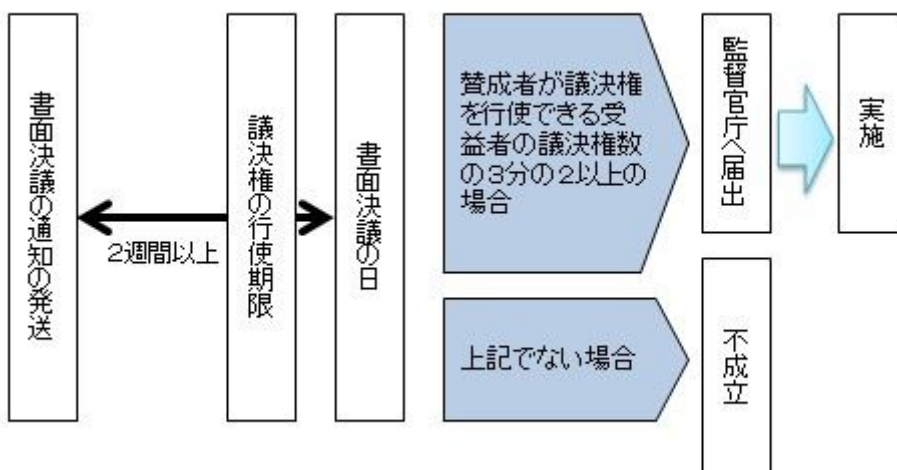 書面決議の通知の発送
2週間以上
議決権の行使期限
書面決議の日
賛成者が議決権
を行使できる受
益者の議決権数
の3分の2以上の
場合
監督官庁へ届出
実施
上記でない場合
不成立